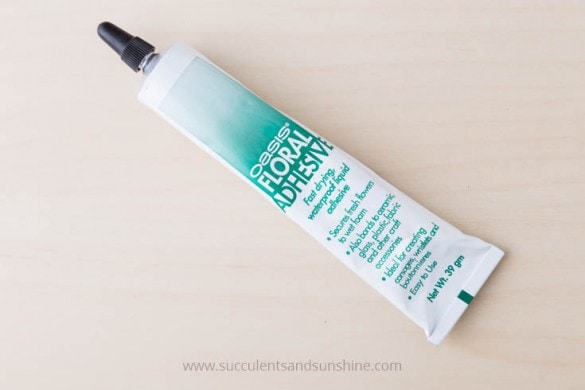 OASIS®
FLORAL
ADHESIVE
Fast drying,
waterproof liquid
adhesive
• Secures fresh flowers
to wet foam
• Also bonds to ceramic,
glass, plastic, fabric
and other craft
accessories
• Ideal for creating
corsages, wristlets and
boutonnieres
• Easy to Use
Net Wt. 39 gm
www.succulentsandsunshine.com